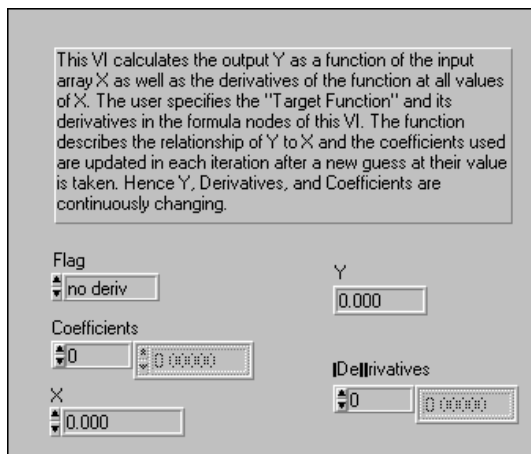 This VI calculates the output Y as a function of the input
array X as well as the derivatives of the function at all values
of X. The user specifies the "Target Function" and its
derivatives in the formula nodes of this VI. The function
describes the relationship of Y to X and the coefficients used
are updated in each iteration after a new guess at their value
is taken. Hence Y, Derivatives, and Coefficients are
continuously changing.
Flag
no deriv
Y
0.000
Coefficients
0
X
0.000
Derrivatives
0